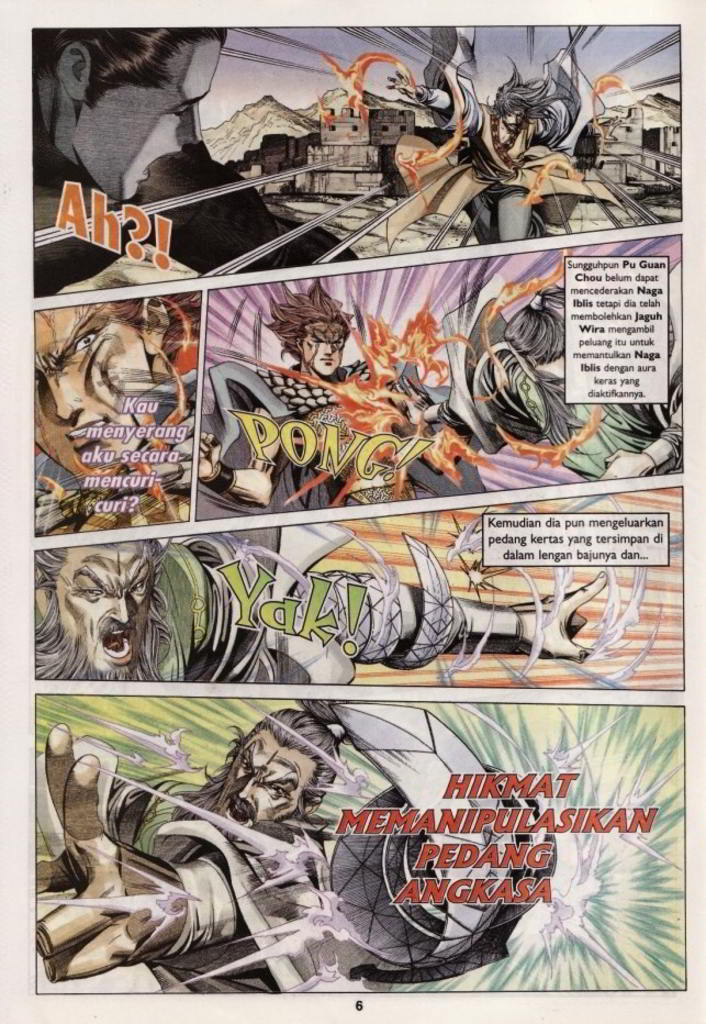 Ah?!
Sungguhpun Pu Guan
Chou belum dapat
mencederakan Naga
Iblis tetapi dia telah
membolehkan Jaguh
Wira mengambil
peluang itu untuk
memantulkan Naga
Iblis dengan aura
keras yang
diaktifkannya.
Kau
menyerang
aku secara
mencuri-
curi?
PONG!
Kemudian dia pun mengeluarkan
pedang kertas yang tersimpan di
dalam lengan bajunya dan...
Yak!
HIKMAT
MEMANIPULASIKAN
PEDANG
ANGKASA
6